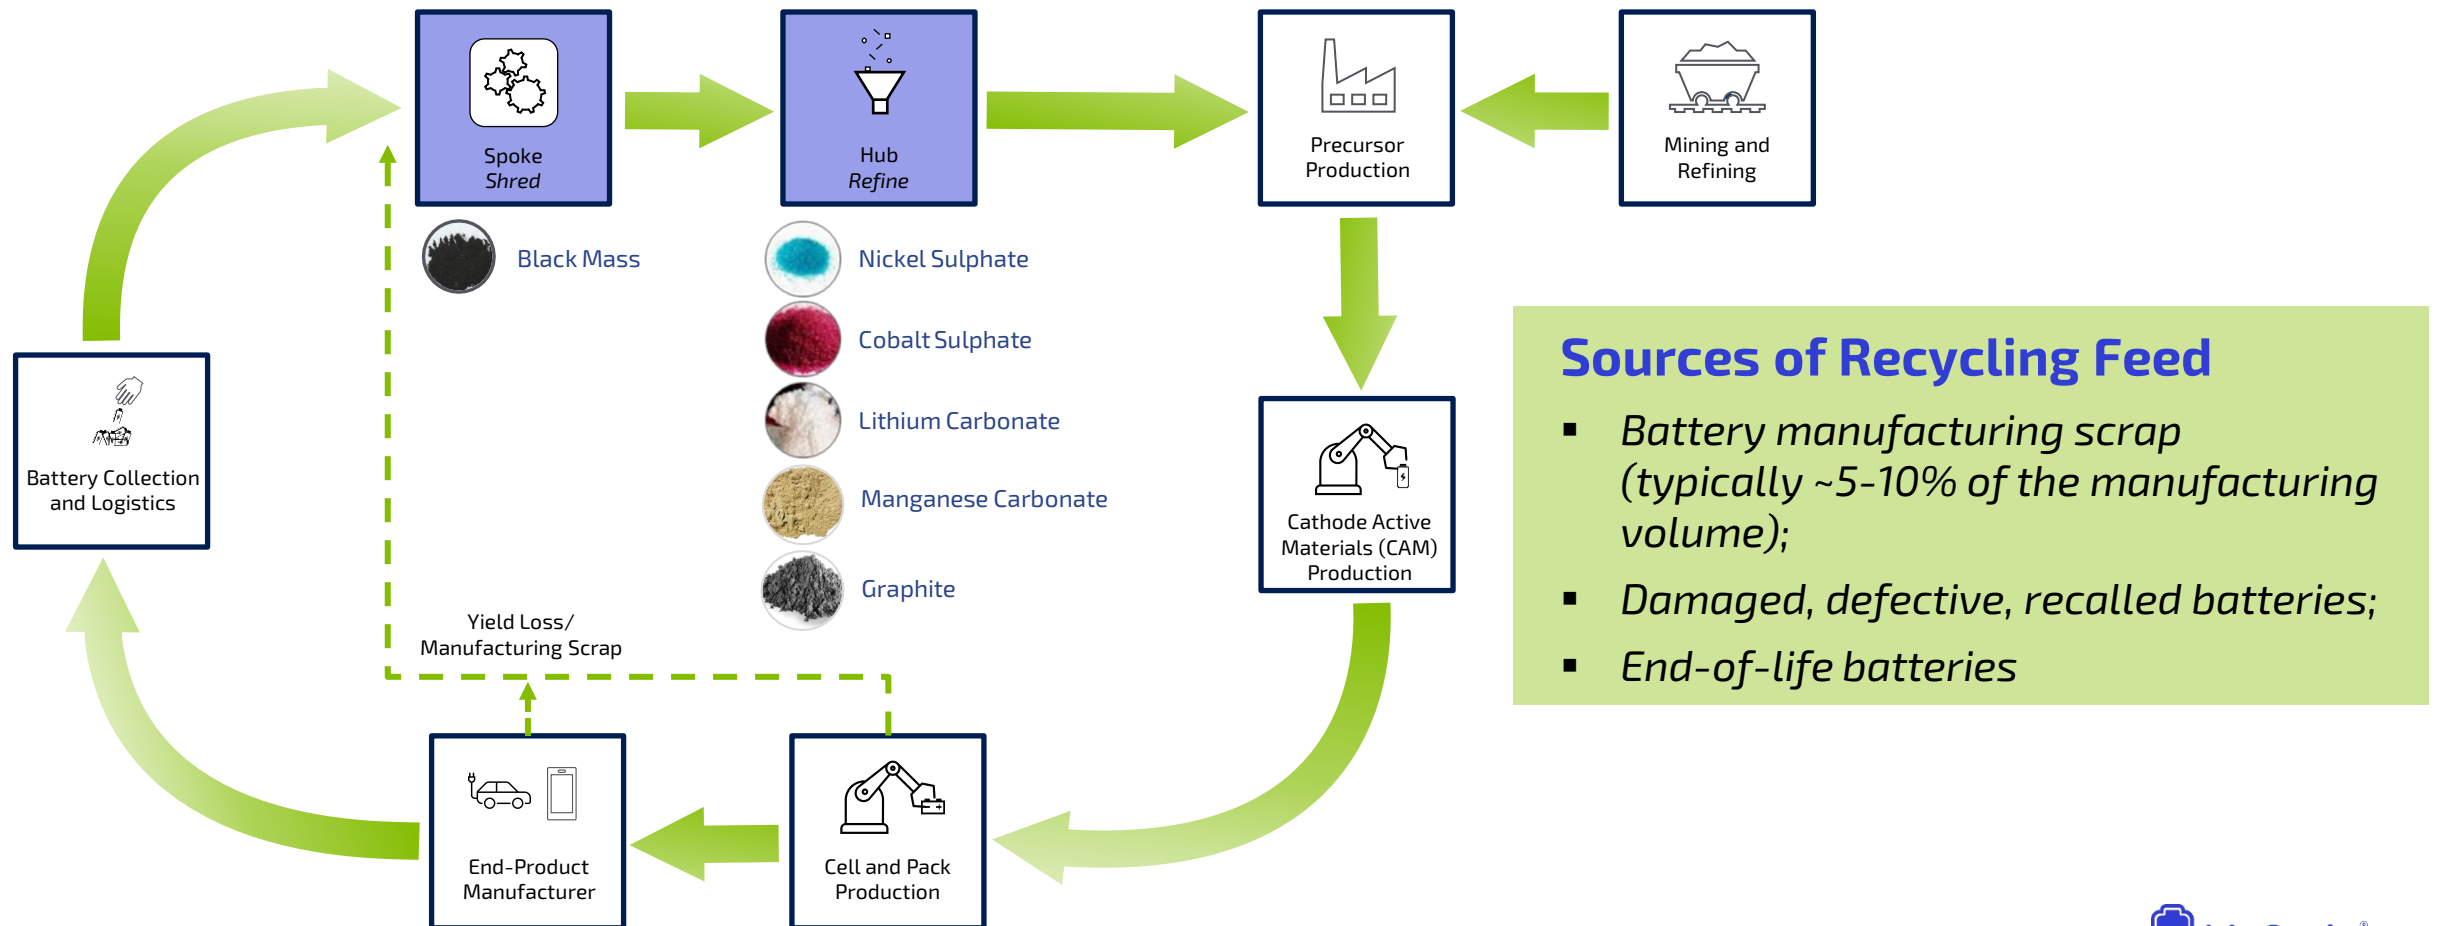 Spoke
Shred
Hub
Refine
Precursor
Production
Mining and
Refining
Black Mass
Nickel Sulphate
Cobalt Sulphate
Lithium Carbonate
Manganese Carbonate
Graphite
Battery Collection
and Logistics
Cathode Active
Materials (CAM)
Production
Yield Loss/
Manufacturing Scrap
End-Product
Manufacturer
Cell and Pack
Production
Sources of Recycling Feed
▪ Battery manufacturing scrap
(typically ~5-10% of the manufacturing
volume);
▪ Damaged, defective, recalled batteries;
▪ End-of-life batteries